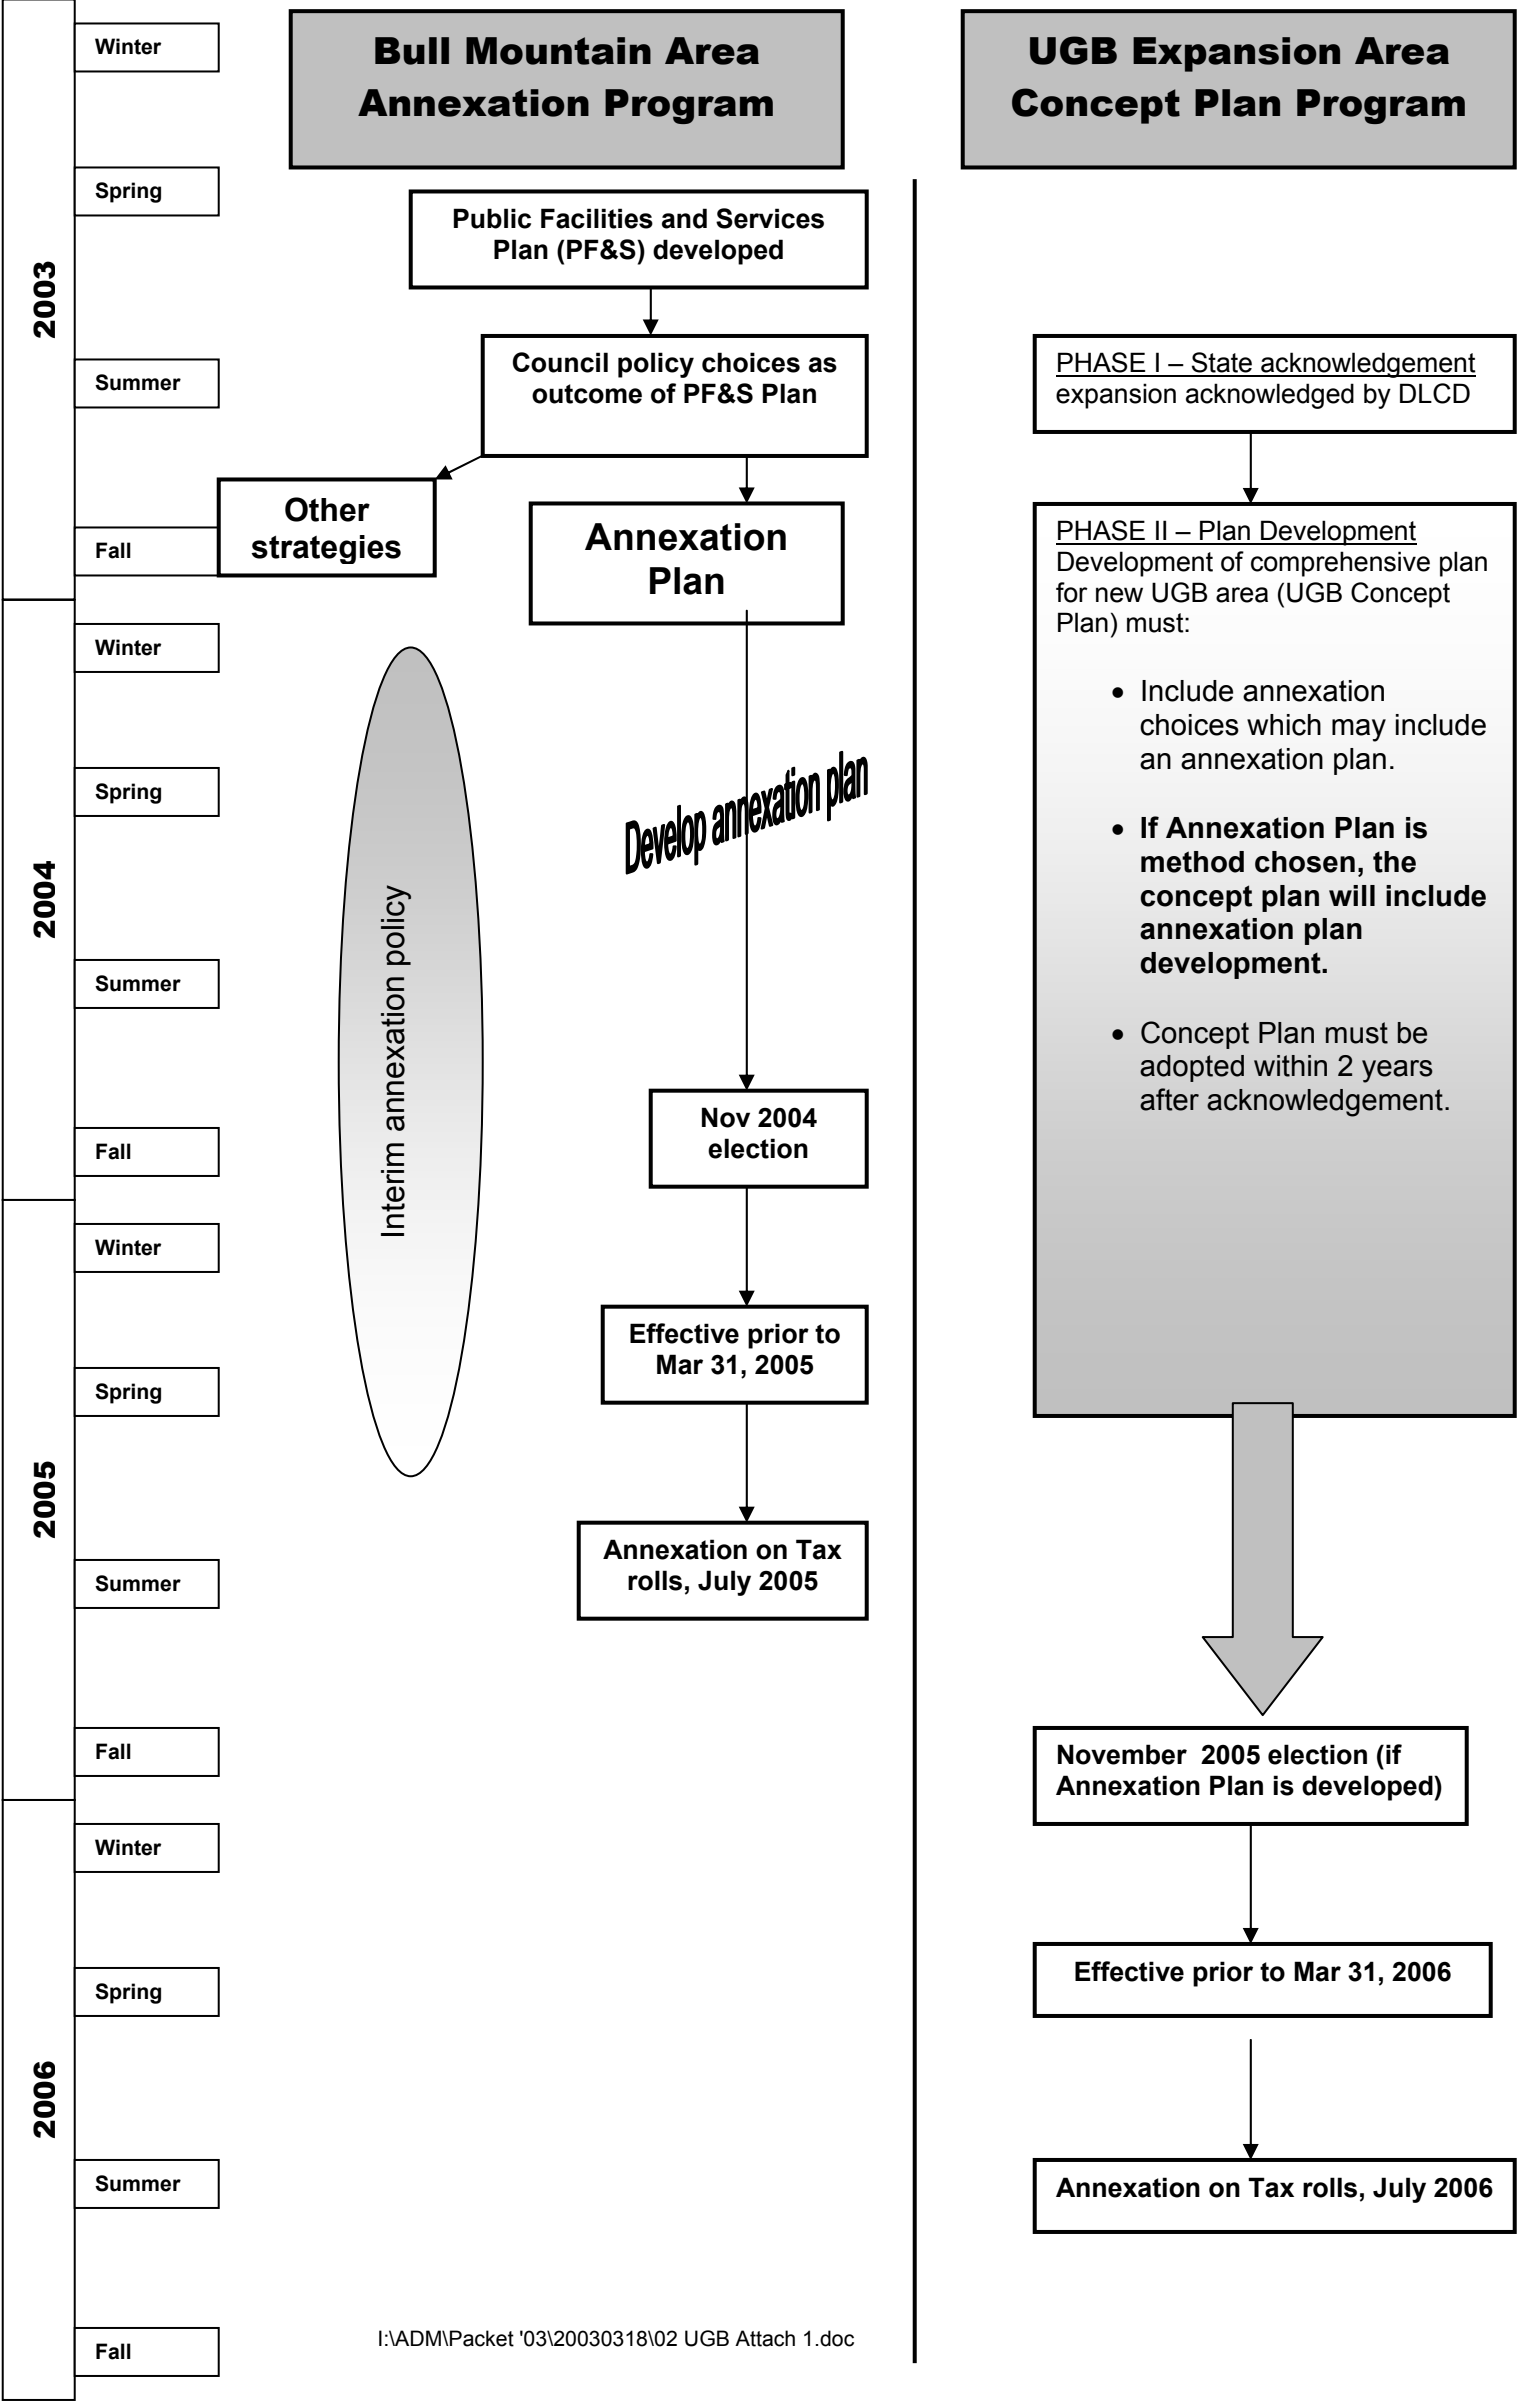 2003
Winter
Spring
Summer
Fall
2004
Winter
Spring
Summer
Fall
2005
Winter
Spring
Summer
Fall
2006
Winter
Spring
Summer
Fall
Bull Mountain Area
Annexation Program
Public Facilities and Services
Plan (PF&S) developed
Council policy choices as
outcome of PF&S Plan
Other
strategies
Annexation
Plan
Interim annexation policy
Develop annexation plan
Nov 2004
election
Effective prior to
Mar 31, 2005
Annexation on Tax
rolls, July 2005
UGB Expansion Area
Concept Plan Program
PHASE I – State acknowledgement
expansion acknowledged by DLCD
PHASE II – Plan Development
Development of comprehensive plan
for new UGB area (UGB Concept
Plan) must:
• Include annexation
choices which may include
an annexation plan.
• If Annexation Plan is
method chosen, the
concept plan will include
annexation plan
development.
• Concept Plan must be
adopted within 2 years
after acknowledgement.
November 2005 election (if
Annexation Plan is developed)
Effective prior to Mar 31, 2006
Annexation on Tax rolls, July 2006
I:\ADM\Packet '03\20030318\02 UGB Attach 1.doc